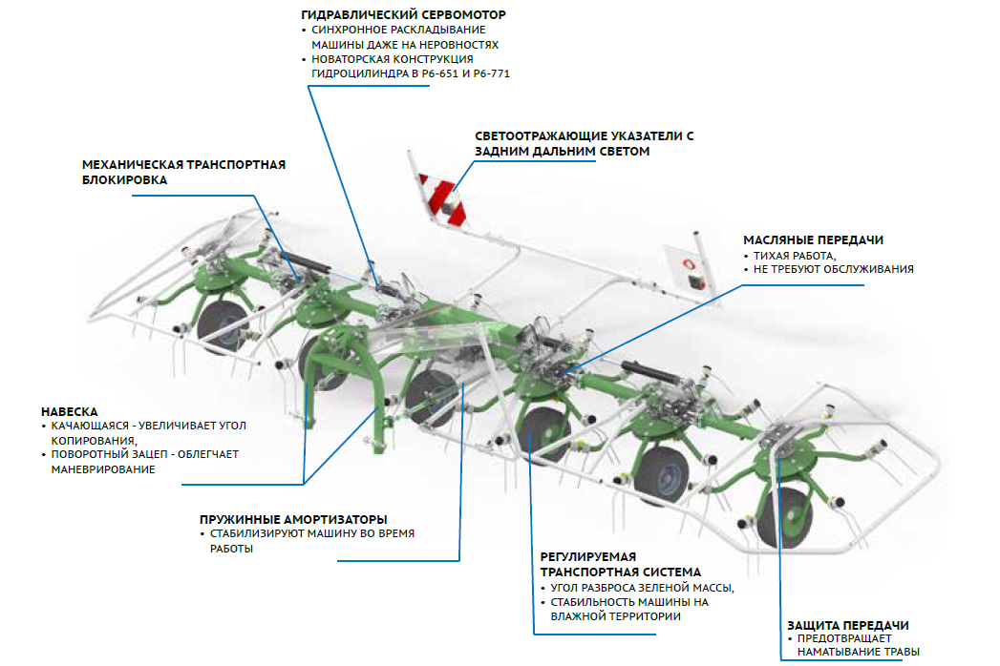 ГИДРАВЛИЧЕСКИЙ СЕРВОМОТОР
• СИНХРОННОЕ РАСКЛАДЫВАНИЕ
МАШИНЫ ДАЖЕ НА НЕРОВНОСТЯХ
• НОВАТОРСКАЯ КОНСТРУКЦИЯ
ГИДРОЦИЛИНДРА В Р6-651 И Р6-771
СВЕТООТРАЖАЮЩИЕ УКАЗАТЕЛИ С
ЗАДНИМ ДАЛЬНИМ СВЕТОМ
МЕХАНИЧЕСКАЯ ТРАНСПОРТНАЯ
БЛОКИРОВКА
МАСЛЯНЫЕ ПЕРЕДАЧИ
• ТИХАЯ РАБОТА,
• НЕ ТРЕБУЮТ ОБСЛУЖИВАНИЯ
НАВЕСКА
• КАЧАЮЩАЯСЯ - УВЕЛИЧИВАЕТ УГОЛ
КОПИРОВАНИЯ,
• ПОВОРОТНЫЙ ЗАЦЕП - ОБЛЕГЧАЕТ
МАНЕВРИРОВАНИЕ
ПРУЖИННЫЕ АМОРТИЗАТОРЫ
• СТАБИЛИЗИРУЮТ МАШИНУ ВО ВРЕМЯ
РАБОТЫ
РЕГУЛИРУЕМАЯ
ТРАНСПОРТНАЯ СИСТЕМА
• УГОЛ РАЗБРОСА ЗЕЛЕНОЙ МАССЫ,
• СТАБИЛЬНОСТЬ МАШИНЫ НА
ВЛАЖНОЙ ТЕРРИТОРИИ
ЗАЩИТА ПЕРЕДАЧИ
• ПРЕДОТВРАЩАЕТ
НАМАТЫВАНИЕ ТРАВЫ